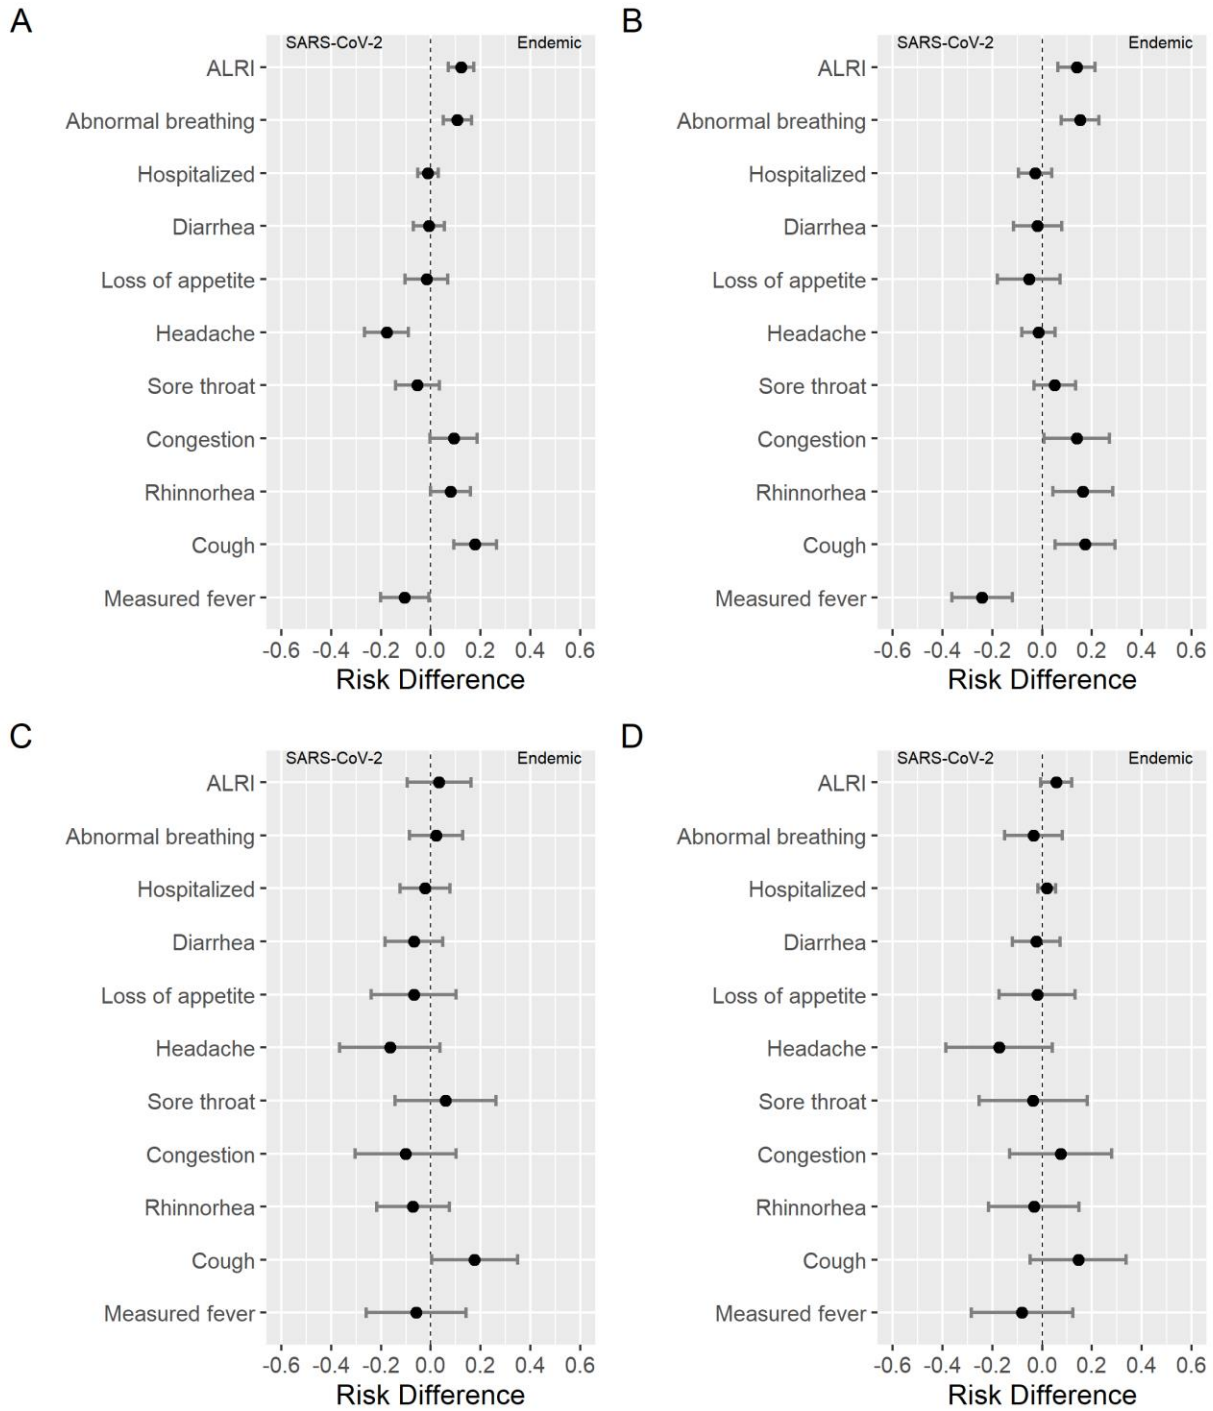 A
SARS-CoV-2 Endemic
ALRI
Abnormal breathing
Hospitalized
Diarrhea
Loss of appetite
Headache
Sore throat
Congestion
Rhinnorhea
Cough
Measured fever
-0.6 -0.4 -0.2 0.0 0.2 0.4 0.6
Risk Difference
B
SARS-CoV-2 Endemic
ALRI
Abnormal breathing
Hospitalized
Diarrhea
Loss of appetite
Headache
Sore throat
Congestion
Rhinnorhea
Cough
Measured fever
-0.6 -0.4 -0.2 0.0 0.2 0.4 0.6
Risk Difference
C
SARS-CoV-2 Endemic
ALRI
Abnormal breathing
Hospitalized
Diarrhea
Loss of appetite
Headache
Sore throat
Congestion
Rhinnorhea
Cough
Measured fever
-0.6 -0.4 -0.2 0.0 0.2 0.4 0.6
Risk Difference
D
SARS-CoV-2 Endemic
ALRI
Abnormal breathing
Hospitalized
Diarrhea
Loss of appetite
Headache
Sore throat
Congestion
Rhinnorhea
Cough
Measured fever
-0.6 -0.4 -0.2 0.0 0.2 0.4 0.6
Risk Difference